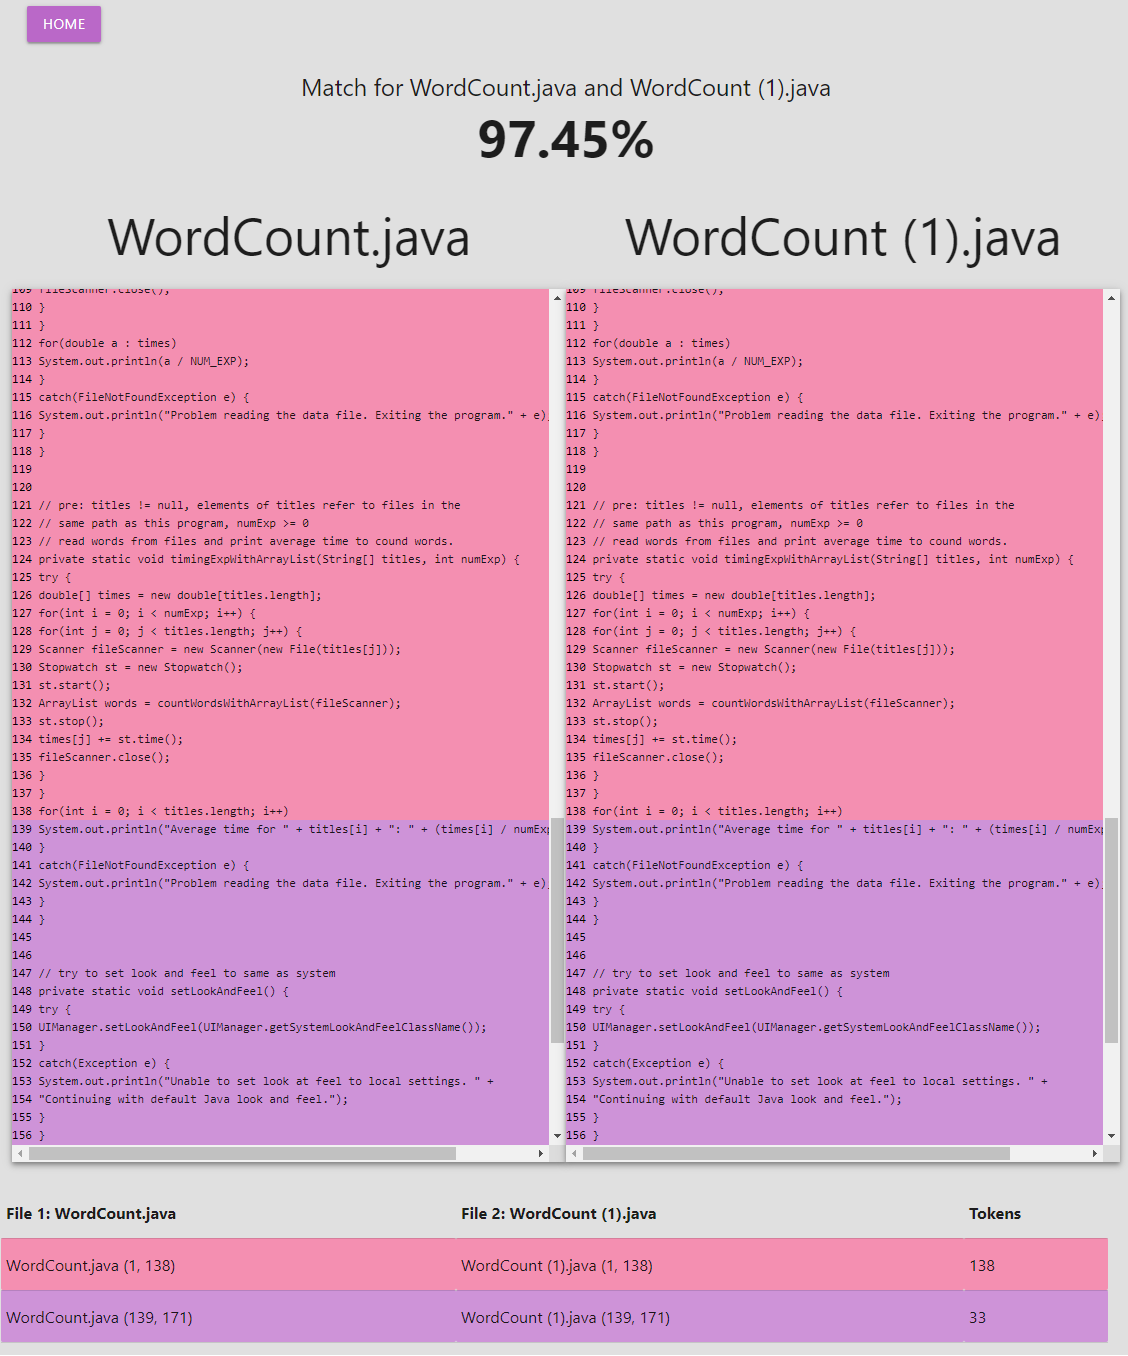 HOME
Match for WordCount.java and WordCount (1).java
97.45%
WordCount.java
109 fileScanner.close();
110 }
111 }
112 for(double a : times)
113 System.out.println(a / NUM_EXP);
114 }
115 catch(FileNotFoundException e) {
116 System.out.println("Problem reading the data file. Exiting the program." + e)
117 }
118 }
119
120
121 // pre: titles != null, elements of titles refer to files in the
122 // same path as this program, numExp >= 0
123 // read words from files and print average time to cound words.
124 private static void timingExpWithArrayList(String[] titles, int numExp) {
125 try {
126 double[] times = new double[titles.length];
127 for(int i = 0; i < numExp; i++) {
128 for(int j = 0; j < titles.length; j++) {
129 Scanner fileScanner = new Scanner(new File(titles[j]));
130 Stopwatch st = new Stopwatch();
131 st.start();
132 ArrayList words = countWordsWithArrayList(fileScanner);
133 st.stop();
134 times[j] += st.time();
135 fileScanner.close();
136 }
137 }
138 for(int i = 0; i < titles.length; i++)
139 System.out.println("Average time for " + titles[i] + ": " + (times[i] / numExp
140 }
141 catch(FileNotFoundException e) {
142 System.out.println("Problem reading the data file. Exiting the program." + e)
143 }
144 }
145
146
147 // try to set look and feel to same as system
148 private static void setLookAndFeel() {
149 try {
150 UIManager.setLookAndFeel(UIManager.getSystemLookAndFeelClassName());
151 }
152 catch(Exception e) {
153 System.out.println("Unable to set look at feel to local settings. " +
154 "Continuing with default Java look and feel.");
155 }
156 }
WordCount (1).java
109 fileScanner.close();
110 }
111 }
112 for(double a : times)
113 System.out.println(a / NUM_EXP);
114 }
115 catch(FileNotFoundException e) {
116 System.out.println("Problem reading the data file. Exiting the program." + e)
117 }
118 }
119
120
121 // pre: titles != null, elements of titles refer to files in the
122 // same path as this program, numExp >= 0
123 // read words from files and print average time to cound words.
124 private static void timingExpWithArrayList(String[] titles, int numExp) {
125 try {
126 double[] times = new double[titles.length];
127 for(int i = 0; i < numExp; i++) {
128 for(int j = 0; j < titles.length; j++) {
129 Scanner fileScanner = new Scanner(new File(titles[j]));
130 Stopwatch st = new Stopwatch();
131 st.start();
132 ArrayList words = countWordsWithArrayList(fileScanner);
133 st.stop();
134 times[j] += st.time();
135 fileScanner.close();
136 }
137 }
138 for(int i = 0; i < titles.length; i++)
139 System.out.println("Average time for " + titles[i] + ": " + (times[i] / numExp
140 }
141 catch(FileNotFoundException e) {
142 System.out.println("Problem reading the data file. Exiting the program." + e)
143 }
144 }
145
146
147 // try to set look and feel to same as system
148 private static void setLookAndFeel() {
149 try {
150 UIManager.setLookAndFeel(UIManager.getSystemLookAndFeelClassName());
151 }
152 catch(Exception e) {
153 System.out.println("Unable to set look at feel to local settings. " +
154 "Continuing with default Java look and feel.");
155 }
156 }
File 1: WordCount.java File 2: WordCount (1).java Tokens
WordCount.java (1, 138) WordCount (1).java (1, 138) 138
WordCount.java (139, 171) WordCount (1).java (139, 171) 33